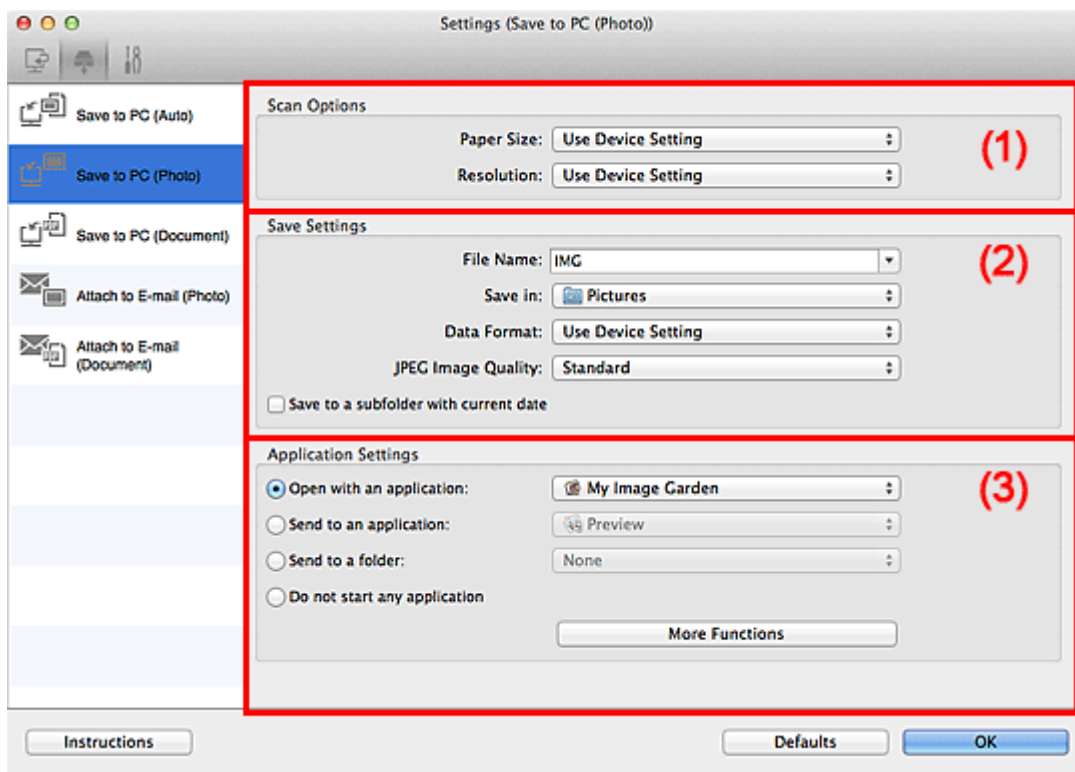 Settings (Save to PC (Photo))
Save to PC (Auto)
Save to PC (Photo)
Save to PC (Document)
Attach to E-mail (Photo)
Attach to E-mail
(Document)
Scan Options
(1)
Paper Size: Use Device Setting
Resolution: Use Device Setting
Save Settings
(2)
File Name: IMG
Save in: Pictures
Data Format: Use Device Setting
JPEG Image Quality: Standard
Save to a subfolder with current date
Application Settings
(3)
Open with an application: My Image Garden
Send to an application: Preview
Send to a folder: None
Do not start any application
More Functions
Instructions
Defaults
OK